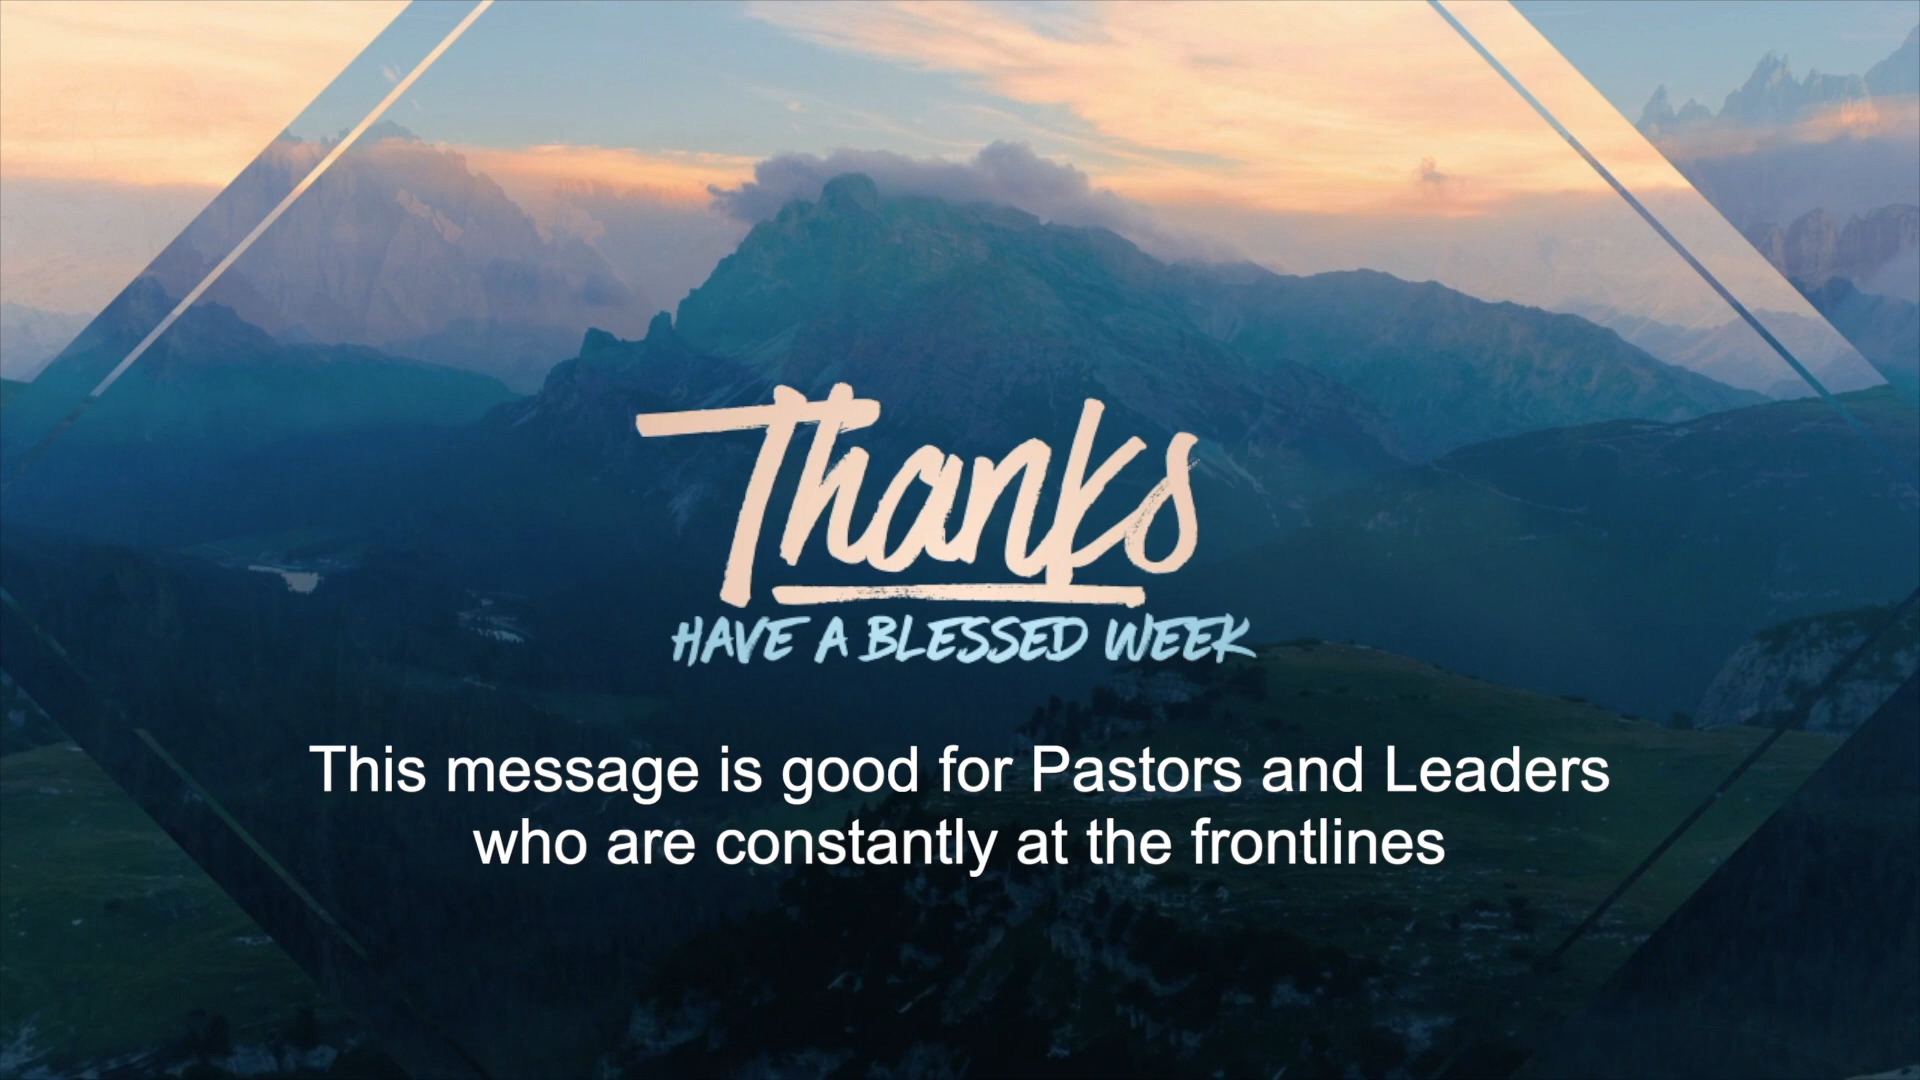 Thanks
HAVE A BLESSED WEEK
This message is good for Pastors and Leaders
who are constantly at the frontlines